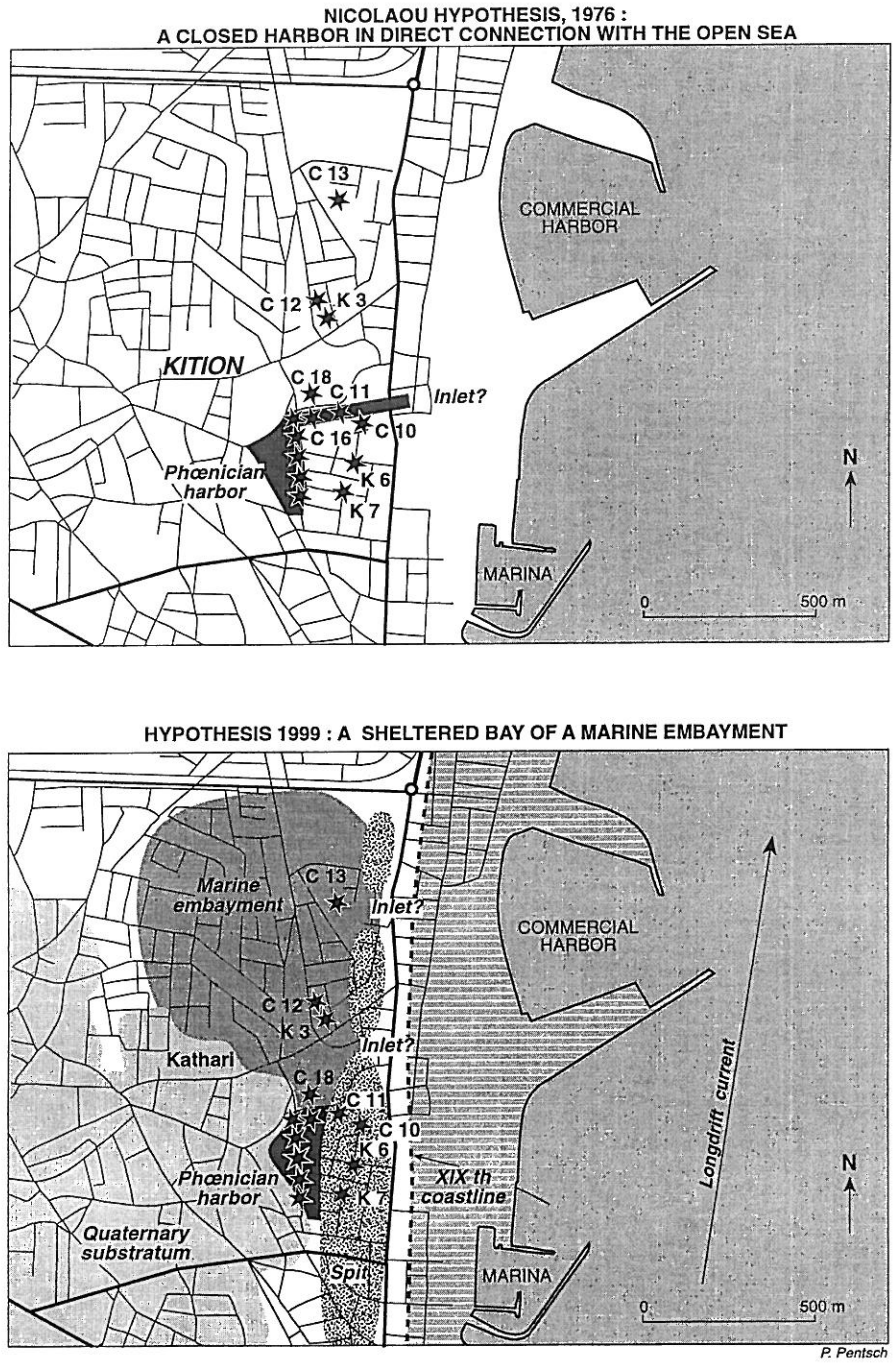 NICOLAOU HYPOTHESIS, 1976 :
A CLOSED HARBOR IN DIRECT CONNECTION WITH THE OPEN SEA
C 13
COMMERCIAL
HARBOR
C 12
K 3
KITION
C 18
C 11
Inlet?
C 10
C 16
Phœnician
harbor
K 6
K 7
N
MARINA
0
500 m
HYPOTHESIS 1999 : A SHELTERED BAY OF A MARINE EMBAYMENT
C 13
Marine
embayment
Inlet?
COMMERCIAL
HARBOR
C 12
K 3
Inlet?
Kathari
C 18
C 11
C 10
K 6
Longdrift current
Phœnician
harbor
K 7
XIX th
coastline
N
Quaternary
substratum
Spit
MARINA
0
500 m
P. Pentsch